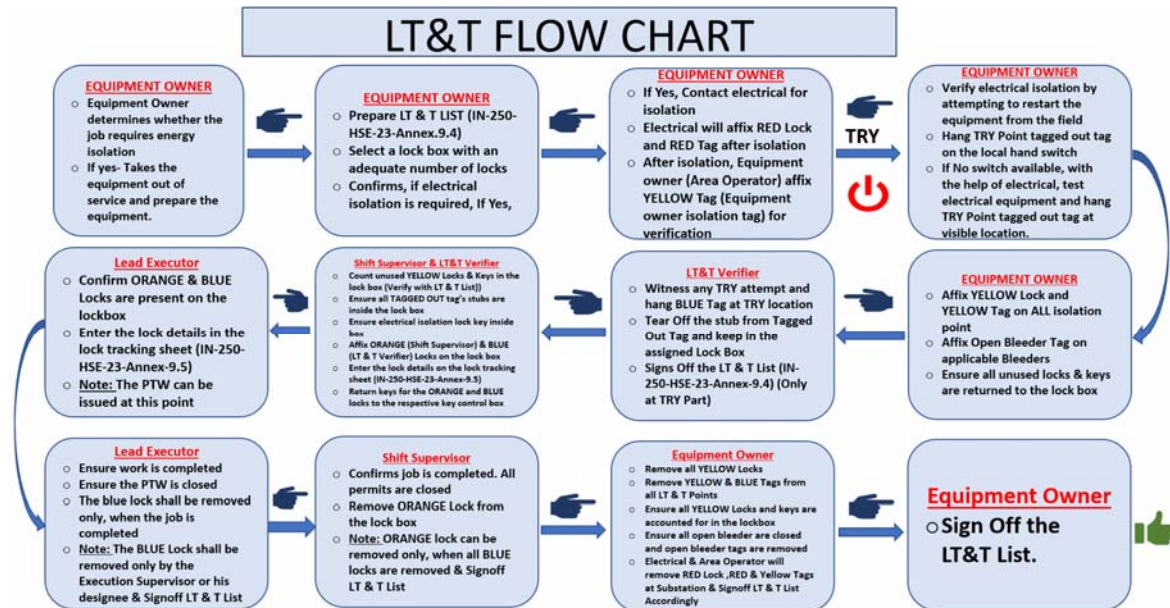 LT&T FLOW CHART
EQUIPMENT OWNER
○ Equipment Owner
determines whether the
job requires energy
isolation
○ If yes- Takes the
equipment out of
service and prepare the
equipment.
EQUIPMENT OWNER
○ Prepare LT & T LIST (IN-250-
HSE-23-Annex.9.4)
○ Select a lock box with an
adequate number of locks
○ Confirms, if electrical
isolation is required, If Yes,
EQUIPMENT OWNER
○ If Yes, Contact electrical for
isolation
○ Electrical will affix RED Lock
and RED Tag after isolation
○ After isolation, Equipment
owner (Area Operator) affix
YELLOW Tag (Equipment
owner isolation tag) for
verification
TRY
EQUIPMENT OWNER
○ Verify electrical isolation by
attempting to restart the
equipment from the field
○ Hang TRY Point tagged out tag
on the local hand switch
○ If No switch available, with
the help of electrical, test
electrical equipment and hang
TRY Point tagged out tag at
visible location.
EQUIPMENT OWNER
○ Affix YELLOW Lock and
YELLOW Tag on ALL isolation
point
○ Affix Open Bleeder Tag on
applicable Bleeders
○ Ensure all unused locks & keys
are returned to the lock box
LT&T Verifier
○ Witness any TRY attempt and
hang BLUE Tag at TRY location
○ Tear Off the stub from Tagged
Out Tag and keep in the
assigned Lock Box
○ Signs Off the LT & T List (IN-
250-HSE-23-Annex-9.4) (Only
at TRY Part)
Shift Supervisor & LT&T Verifier
○ Count unused YELLOW Locks & Keys in the
lock box (Verify with LT & T List))
○ Ensure all TAGGED OUT tag's stubs are
inside the lock box
○ Ensure electrical isolation lock key inside
box
○ Affix ORANGE (Shift Supervisor) & BLUE
(LT & T Verifier) Locks on the lock box
○ Enter the lock details on the lock tracking
sheet (IN-250-HSE-23-Annex-9.5)
○ Return keys for the ORANGE and BLUE
locks to the respective key control box
Lead Executor
○ Confirm ORANGE & BLUE
Locks are present on the
lockbox
○ Enter the lock details in the
lock tracking sheet (IN-250-
HSE-23-Annex-9.5)
○ Note: The PTW can be
issued at this point
Lead Executor
○ Ensure work is completed
○ Ensure the PTW is closed
○ The blue lock shall be removed
only, when the job is
completed
○ Note: The BLUE Lock shall be
removed only by the
Execution Supervisor or his
designee & Signoff LT & T List
Shift Supervisor
○ Confirms job is completed. All
permits are closed
○ Remove ORANGE Lock from
the lock box
○ Note: ORANGE lock can be
removed only, when all BLUE
locks are removed & Signoff
LT & T List
Equipment Owner
○ Remove all YELLOW Locks
○ Remove YELLOW & BLUE Tags from
all LT & T Points
○ Ensure all YELLOW Locks and keys are
accounted for in the lockbox
○ Ensure all open bleeder are closed
and open bleeder tags are removed
○ Electrical & Area Operator will
remove RED Lock ,RED & Yellow Tags
at Substation & Signoff LT & T List
Accordingly
Equipment Owner
○ Sign Off the
LT&T List.